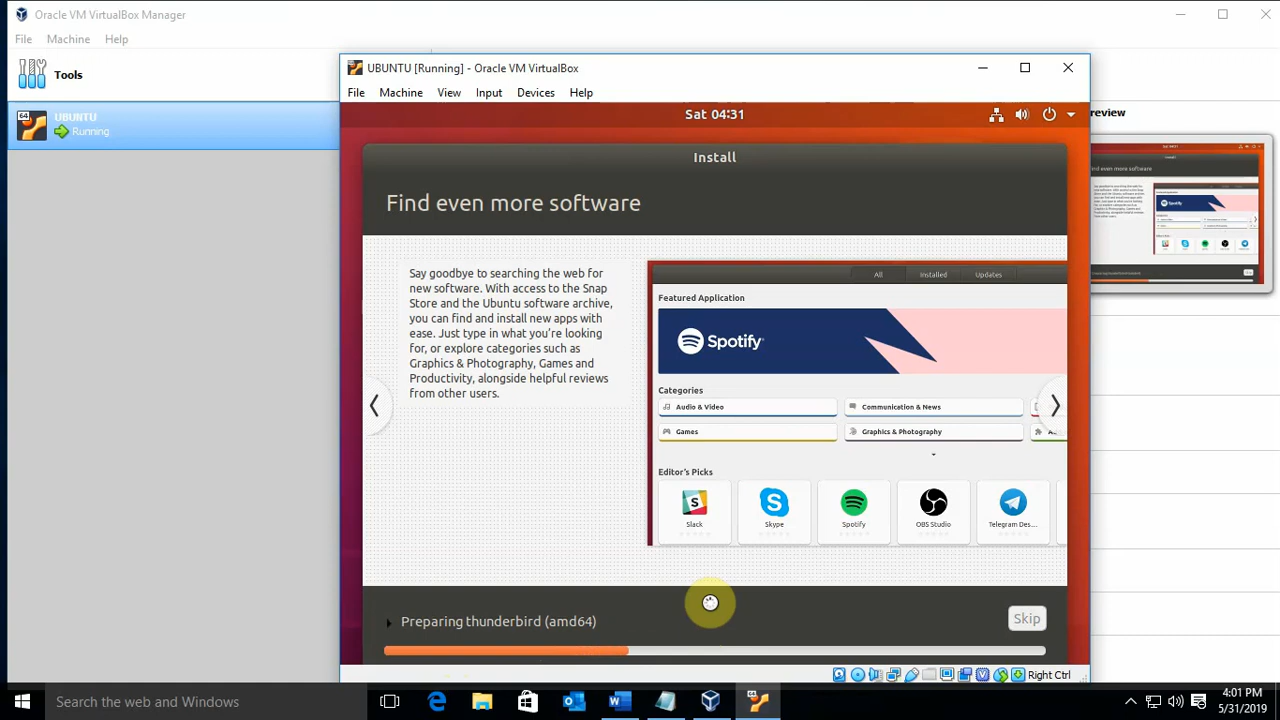 Oracle VM VirtualBox Manager
File Machine Help
Tools
64
UBUNTU
Running
review
UBUNTU [Running] - Oracle VM VirtualBox
File Machine View Input Devices Help
Sat 04:31
Install
Find even more software
Say goodbye to searching the web for
new software. With access to the Snap
Store and the Ubuntu software archive,
you can find and install new apps with
ease. Just type in what you're looking
for, or explore categories such as
Graphics & Photography, Games and
Productivity, alongside helpful reviews
from other users.
All Installed Updates
Featured Application
Spotify
Categories
Audio & Video Communication & News
Games Graphics & Photography
Editor's Picks
Slack Skype Spotify OBS Studio Telegram Des...
Preparing thunderbird (amd64)
Skip
Right Ctrl
Search the web and Windows
4:01 PM
5/31/2019